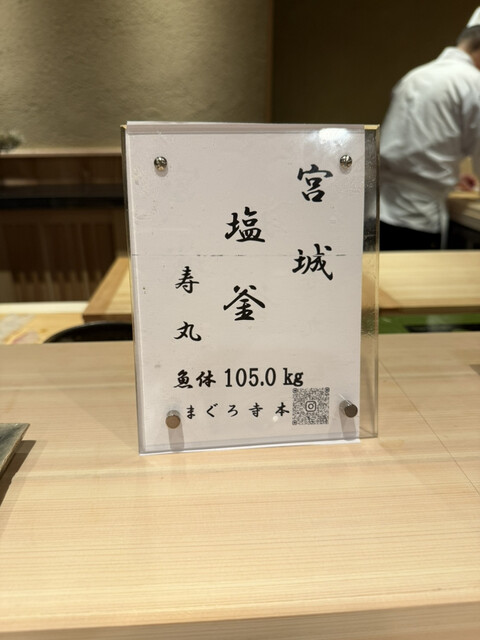 宮城
塩釜
寿丸
魚体 105.0 kg
まぐろ寺本